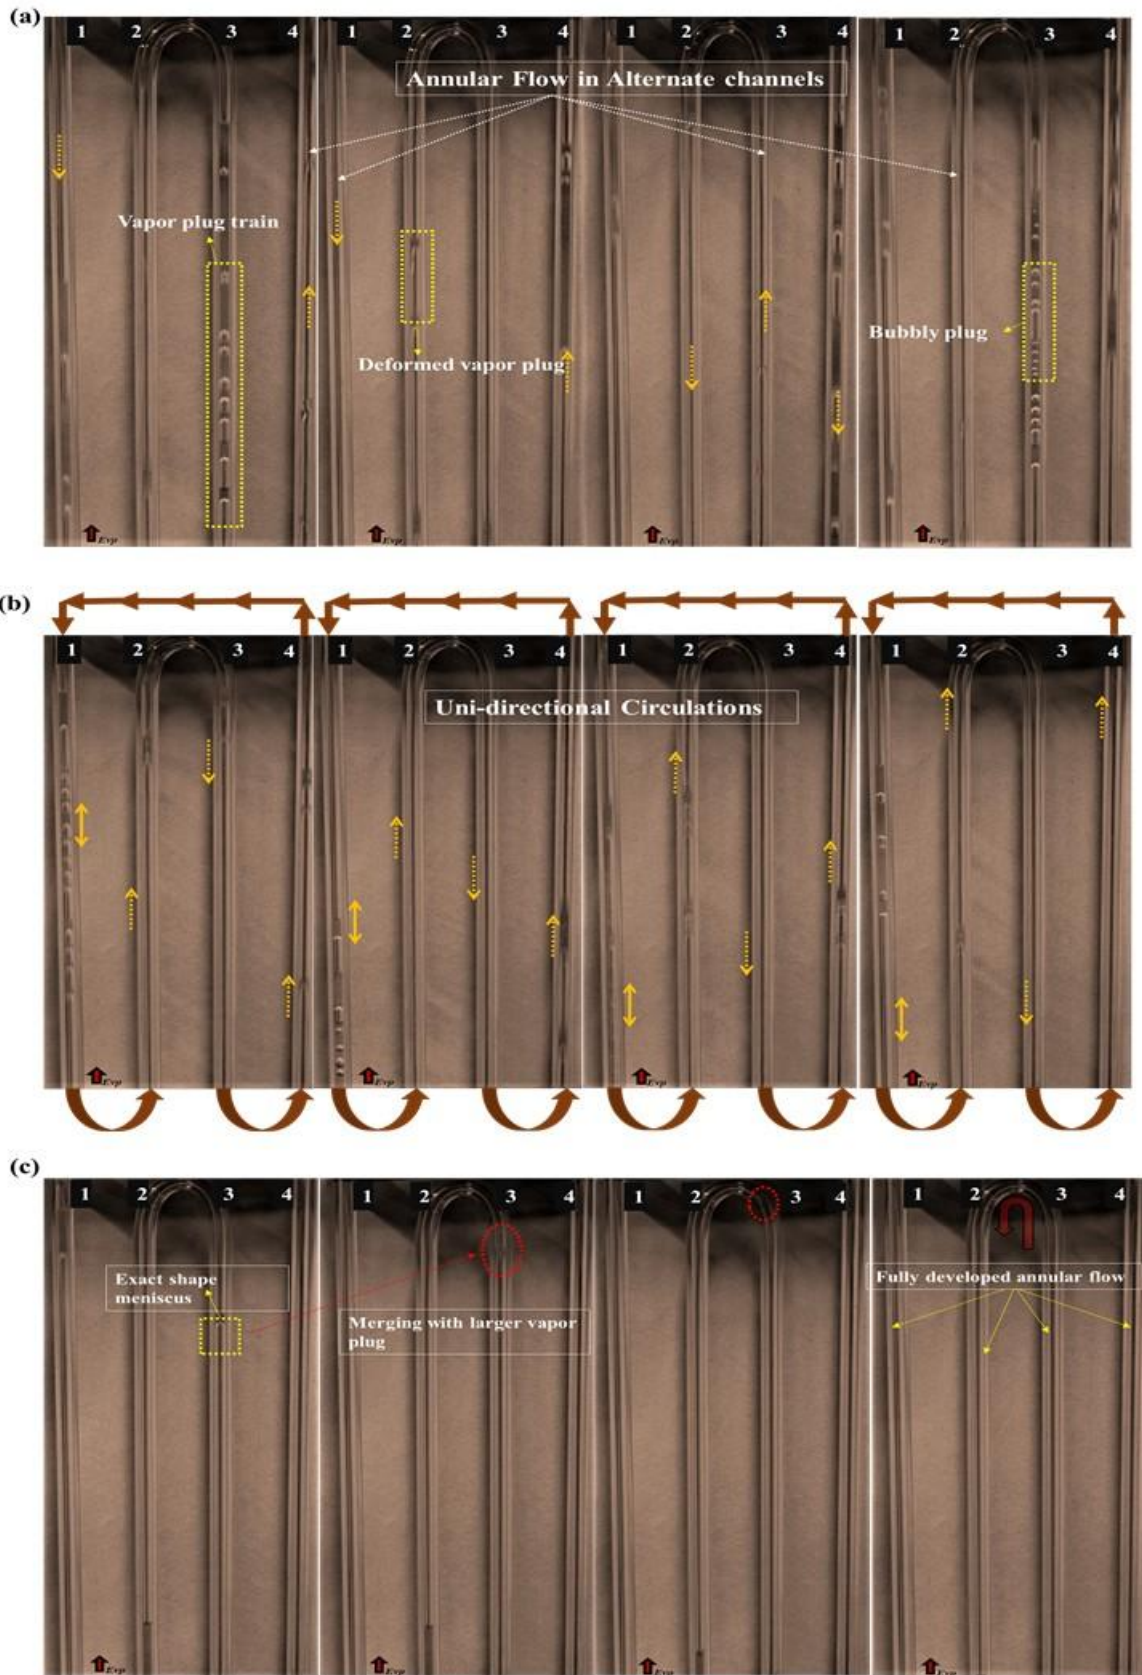 (a)
1 2 3 4 1 2 3 4 1 2 3 4 1 2 3 4
Annular Flow in Alternate channels
Vapor plug train
Deformed vapor plug
Bubbly plug
Evp Evp Evp Evp
(b)
1 2 3 4 1 2 3 4 1 2 3 4 1 2 3 4
Uni-directional Circulations
Evp Evp Evp Evp
(c)
1 2 3 4 1 2 3 4 1 2 3 4 1 2 3 4
Exact shape
meniscus
Merging with larger vapor
plug
Fully developed annular flow
Evp Evp Evp Evp